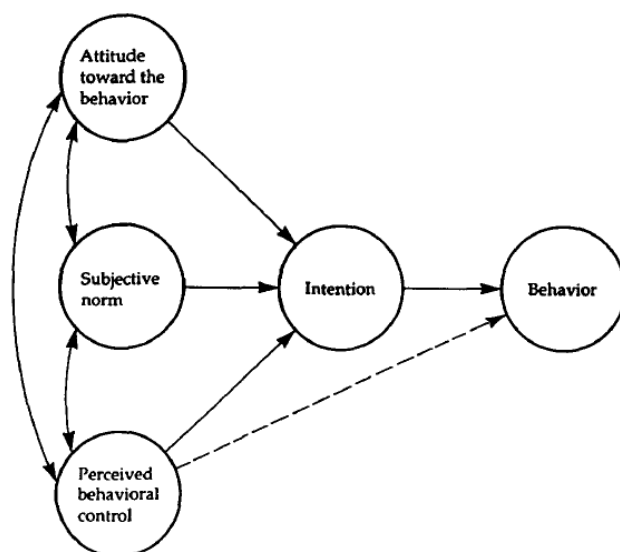 Attitude
toward the
behavior
Subjective
norm
Intention
Behavior
Perceived
behavioral
control